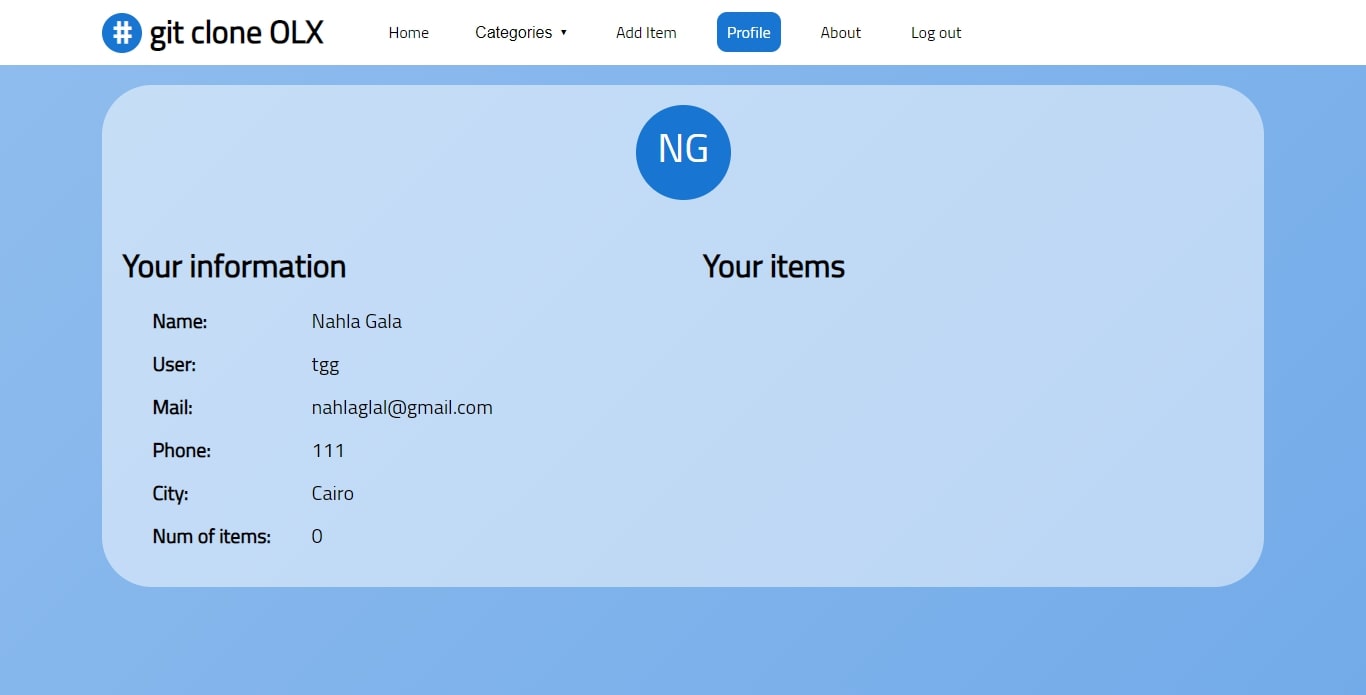 # git clone OLX Home Categories ▼ Add Item Profile About Log out
NG
Your information
Name: Nahla Gala
User: tgg
Mail: nahlaglal@gmail.com
Phone: 111
City: Cairo
Num of items: 0
Your items